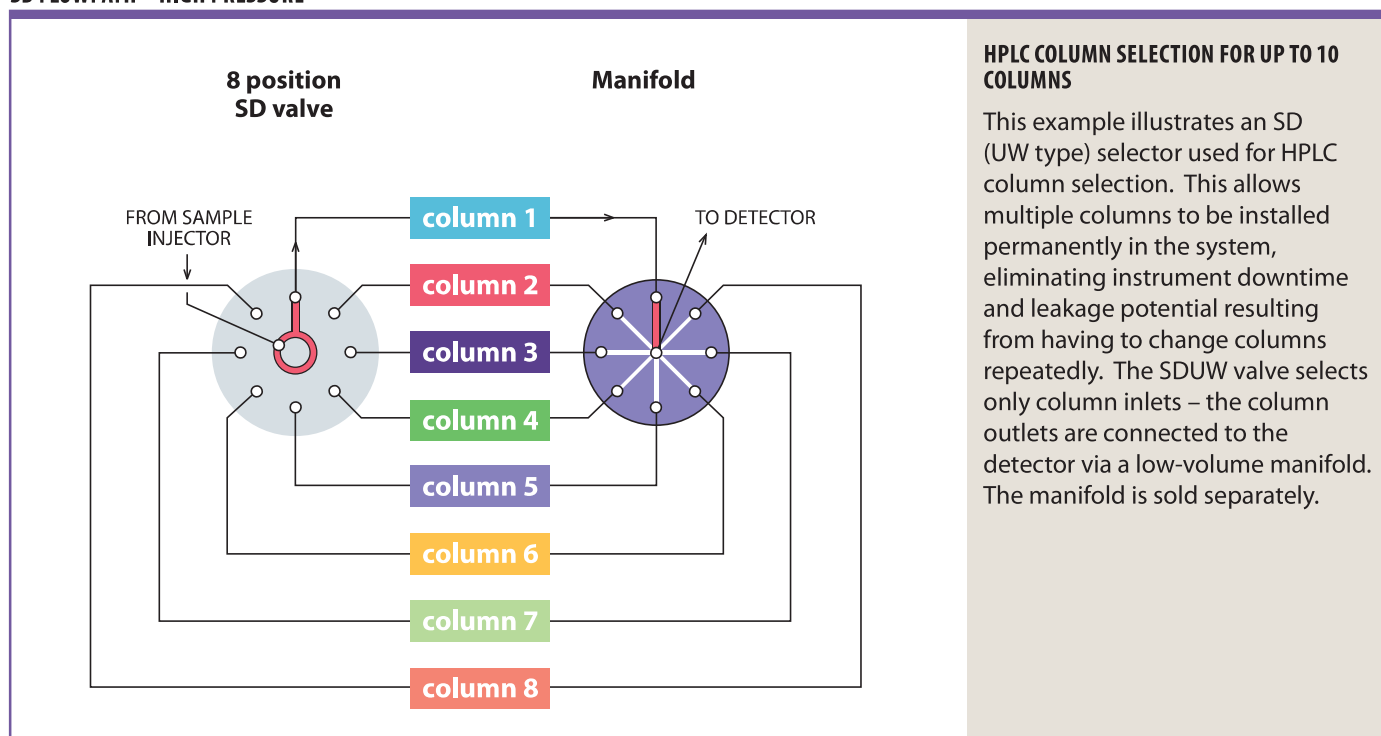 8 position
SD valve
Manifold
FROM SAMPLE
INJECTOR
TO DETECTOR
column 1
column 2
column 3
column 4
column 5
column 6
column 7
column 8
HPLC COLUMN SELECTION FOR UP TO 10
COLUMNS
This example illustrates an SD
(UW type) selector used for HPLC
column selection. This allows
multiple columns to be installed
permanently in the system,
eliminating instrument downtime
and leakage potential resulting
from having to change columns
repeatedly. The SDUW valve selects
only column inlets – the column
outlets are connected to the
detector via a low-volume manifold.
The manifold is sold separately.